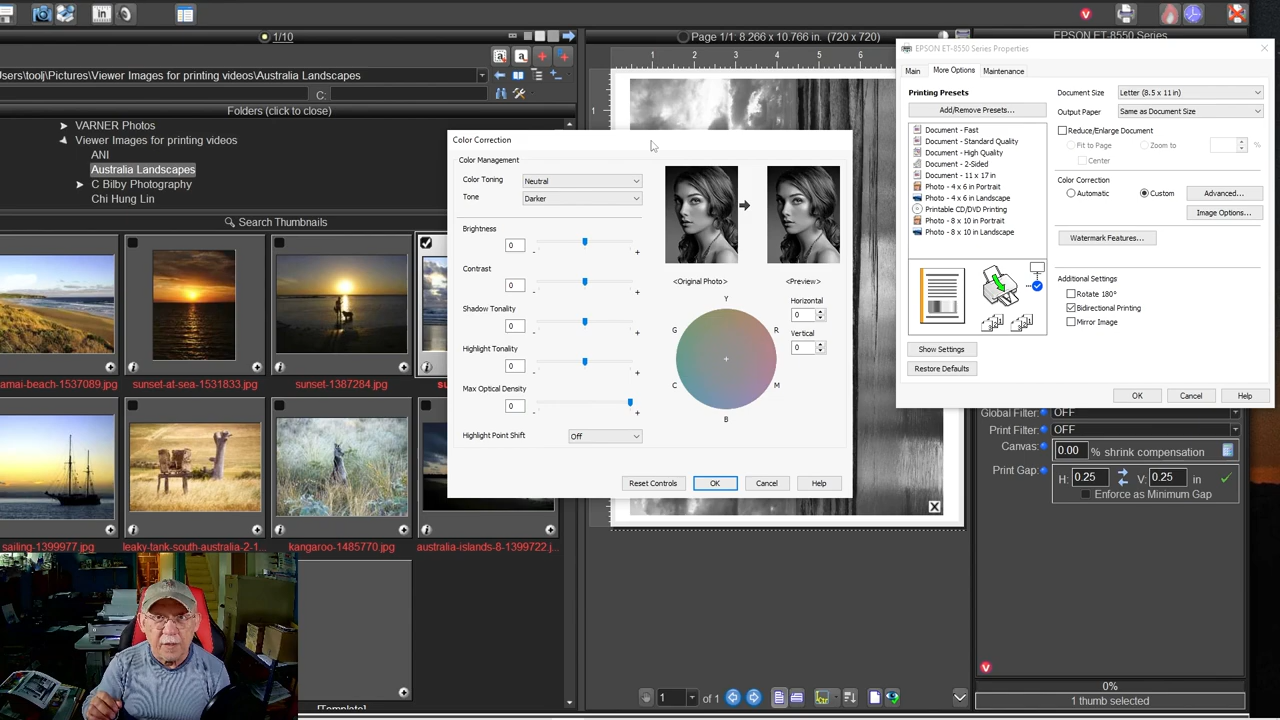 in
1/10
sers\toolj\Pictures\Viewer Images for printing videos\Australia Landscapes
C:
Folders (click to close)
VARNER Photos
Viewer Images for printing videos
ANI
Australia Landscapes
C Bilby Photography
Chi Hung Lin
Search Thumbnails
amai-beach-1537089.jpg
sunset-at-sea-1531833.jpg
sunset-1387284.jpg
su
sailing-1399977.jpg
leaky-tank-south-australia-2-1...
kangaroo-1485770.jpg
australia-islands-8-1399722.jpg
[Template]
Page 1/1: 8.266 x 10.766 in. (720 x 720)
1 2 3 4 5 6
1
1 of 1
Color Correction
Color Management
Color Toning Neutral
Tone Darker
Brightness
0 - +
Contrast
0 - +
Shadow Tonality
0 - +
Highlight Tonality
0 - +
Max Optical Density
0 - +
Highlight Point Shift Off
<Original Photo> <Preview>
Y
G R
C M
B
Horizontal
0
Vertical
0
Reset Controls OK Cancel Help
EPSON ET-8550 Series
EPSON ET-8550 Series Properties
Main More Options Maintenance
Printing Presets
Add/Remove Presets...
Document - Fast
Document - Standard Quality
Document - High Quality
Document - 2-Sided
Document - 11 x 17 in
Photo - 4 x 6 in Portrait
Photo - 4 x 6 in Landscape
Printable CD/DVD Printing
Photo - 8 x 10 in Portrait
Photo - 8 x 10 in Landscape
Show Settings
Restore Defaults
Document Size Letter (8.5 x 11 in)
Output Paper Same as Document Size
Reduce/Enlarge Document
Fit to Page Zoom to %
Center
Color Correction
Automatic Custom Advanced...
Image Options...
Watermark Features...
Additional Settings
Rotate 180°
Bidirectional Printing
Mirror Image
OK Cancel Help
Global Filter: OFF
Print Filter: OFF
Canvas: 0.00 % shrink compensation
Print Gap: H: 0.25 V: 0.25 in
Enforce as Minimum Gap
0%
1 thumb selected